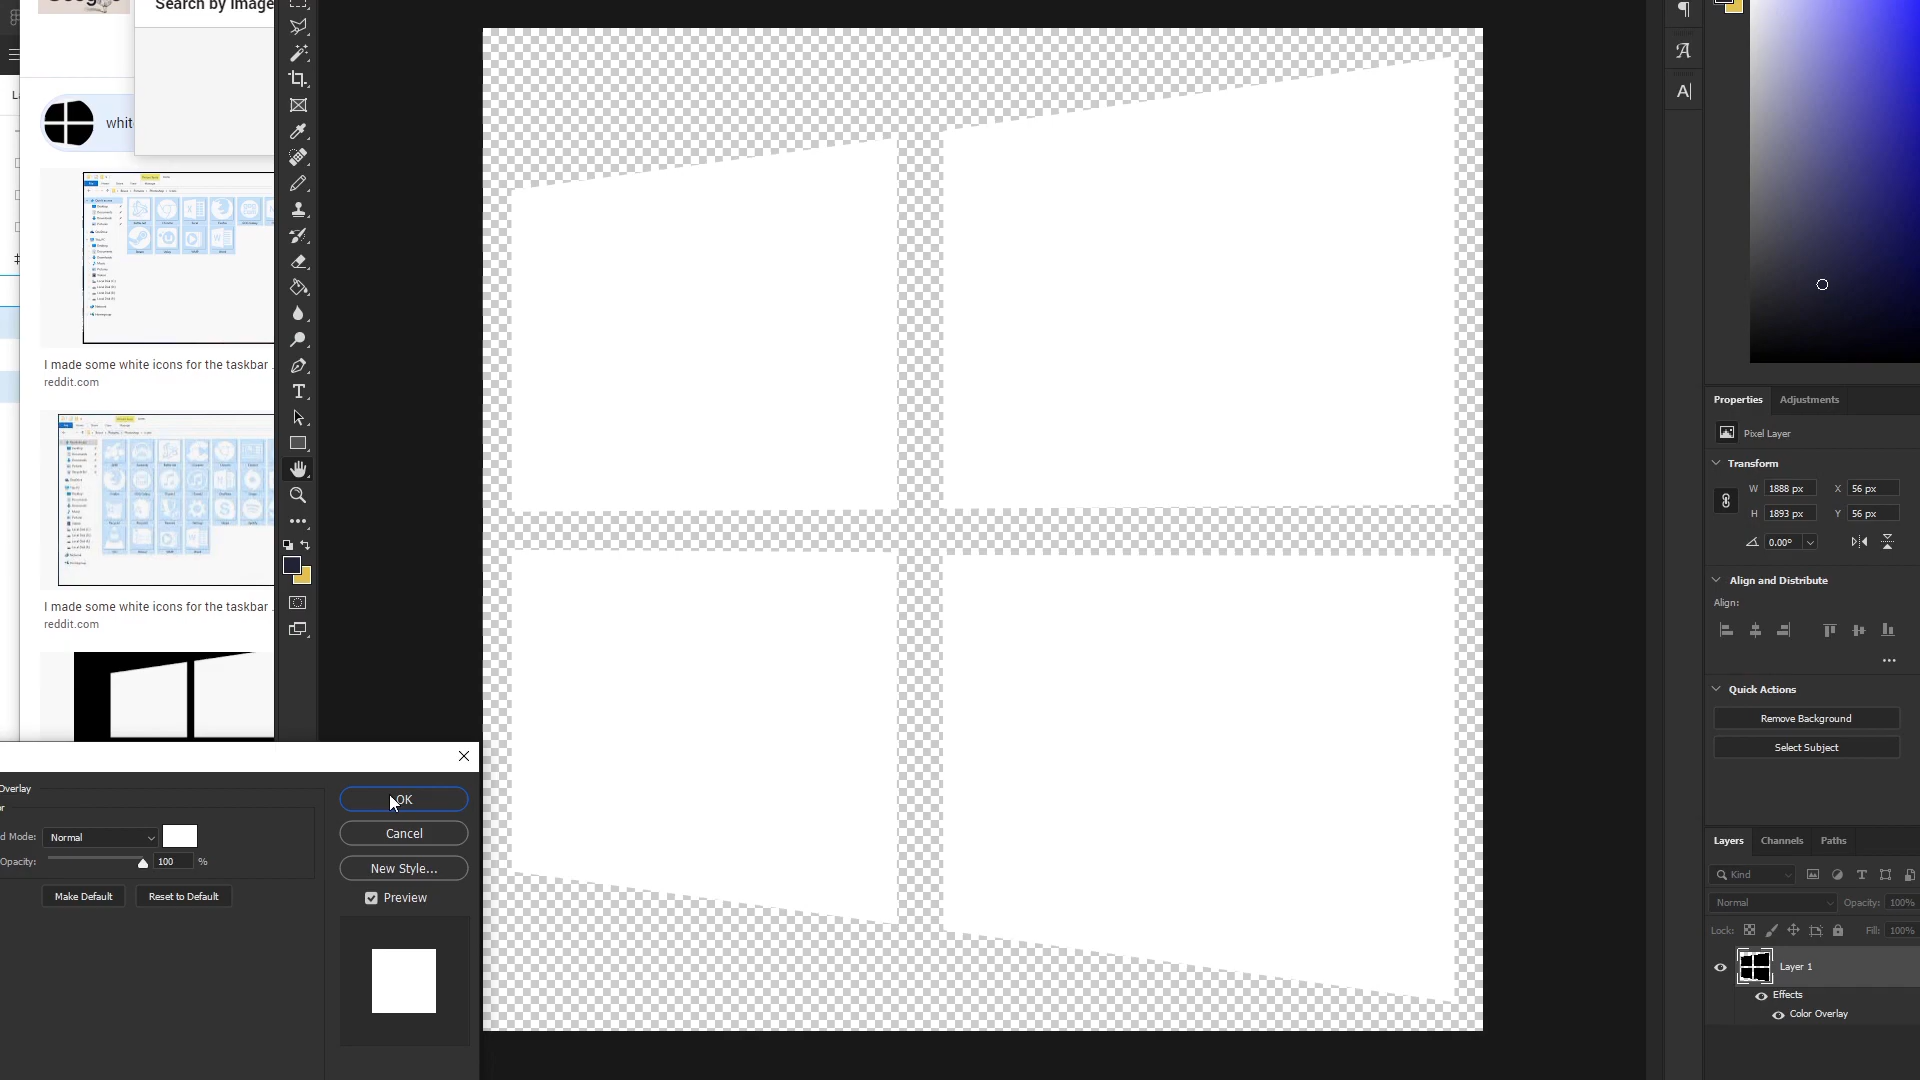 Search by Image
whit
I made some white icons for the taskbar .
reddit.com
I made some white icons for the taskbar .
reddit.com
Overlay
d Mode:
Normal
Opacity:
100
%
Make Default
Reset to Default
OK
Cancel
New Style...
Preview
Properties
Adjustments
Pixel Layer
Transform
W
1888 px
X
56 px
H
1893 px
Y
56 px
0.00°
Align and Distribute
Align:
Quick Actions
Remove Background
Select Subject
Layers
Channels
Paths
Kind
Normal
Opacity:
100%
Lock:
Fill:
100%
Layer 1
Effects
Color Overlay